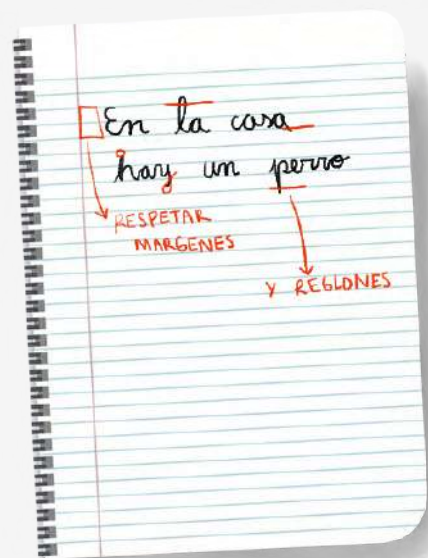 En la casa
hay un perro
RESPETAR
MARGENES
Y REGLONES